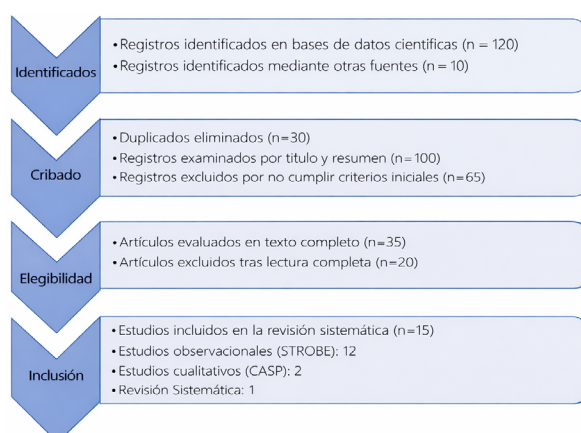 Identificados
• Registros identificados en bases de datos cientificas (n = 120)
• Registros identificados mediante otras fuentes (n = 10)
Cribado
• Duplicados eliminados (n=30)
• Registros examinados por titulo y resumen (n=100)
• Registros excluidos por no cumplir criterios iniciales (n=65)
Elegibilidad
• Artículos evaluados en texto completo (n=35)
• Artículos excluidos tras lectura completa (n=20)
Inclusión
• Estudios incluidos en la revisión sistemática (n=15)
• Estudios observacionales (STROBE): 12
• Estudios cualitativos (CASP): 2
• Revisión Sistemática: 1